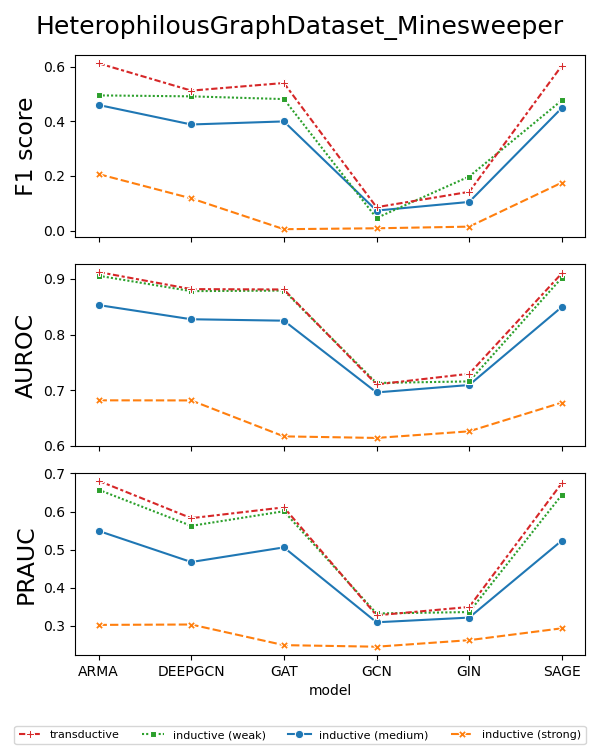 HeterophilousGraphDataset_Minesweeper
F1 score
0.6
0.4
0.2
0.0
AUROC
0.9
0.8
0.7
0.6
PRAUC
0.7
0.6
0.5
0.4
0.3
ARMA DEEPGCN GAT GCN GIN SAGE
model
transductive inductive (weak) inductive (medium) inductive (strong)